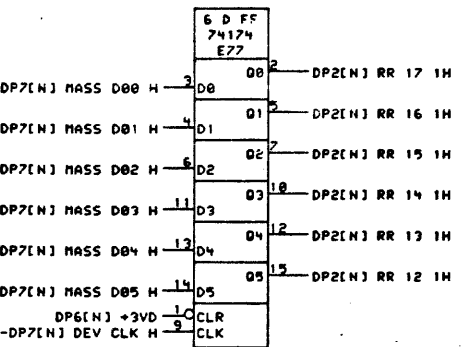 6 D FF
74174
E77
Q0 2 DP2[N] RR 17 1H
DP7[N] MASS D00 H 3 D0
Q1 5 DP2[N] RR 16 1H
DP7[N] MASS D01 H 4 D1
Q2 7 DP2[N] RR 15 1H
DP7[N] MASS D02 H 6 D2
Q3 10 DP2[N] RR 14 1H
DP7[N] MASS D03 H 11 D3
Q4 12 DP2[N] RR 13 1H
DP7[N] MASS D04 H 13 D4
Q5 15 DP2[N] RR 12 1H
DP7[N] MASS D05 H 14 D5
DP6[N] +3VD 1 CLR
-DP7[N] DEV CLK H 9 CLK